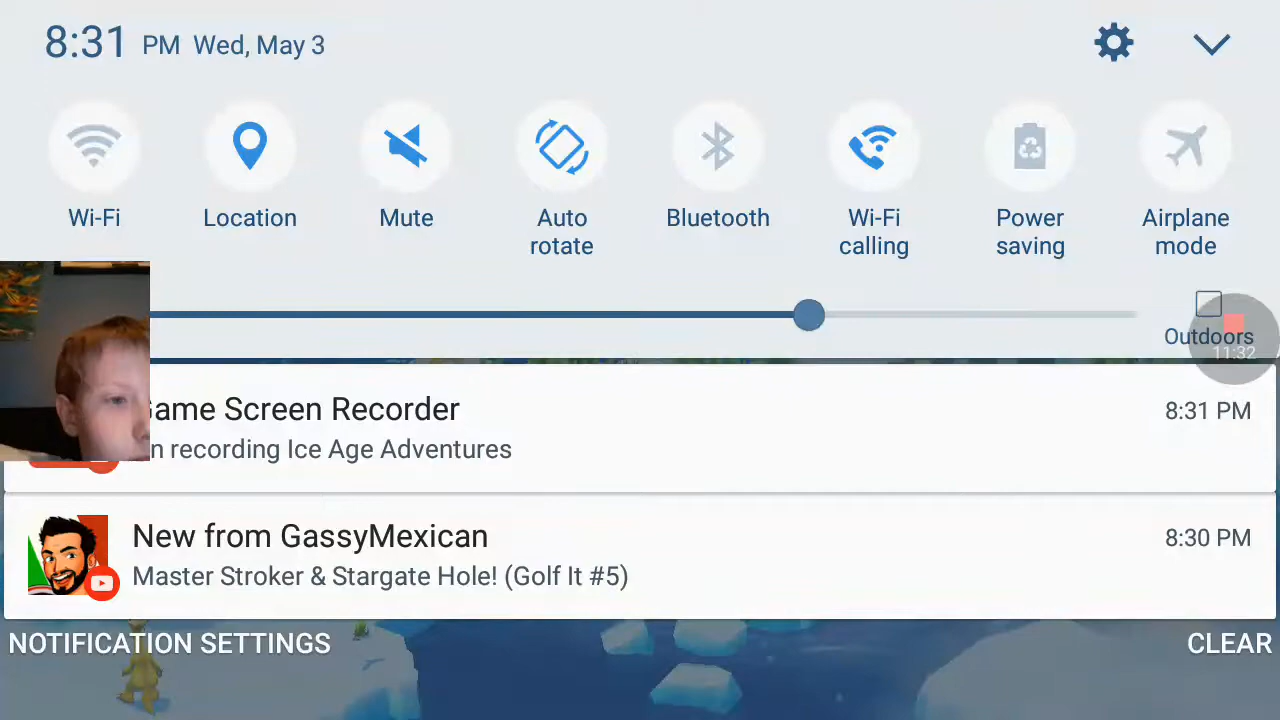 8:31 PM Wed, May 3
Wi-Fi
Location
Mute
Auto
rotate
Bluetooth
Wi-Fi
calling
Power
saving
Airplane
mode
Outdoors
11:32
Game Screen Recorder
8:31 PM
n recording Ice Age Adventures
New from GassyMexican
8:30 PM
Master Stroker & Stargate Hole! (Golf It #5)
NOTIFICATION SETTINGS
CLEAR